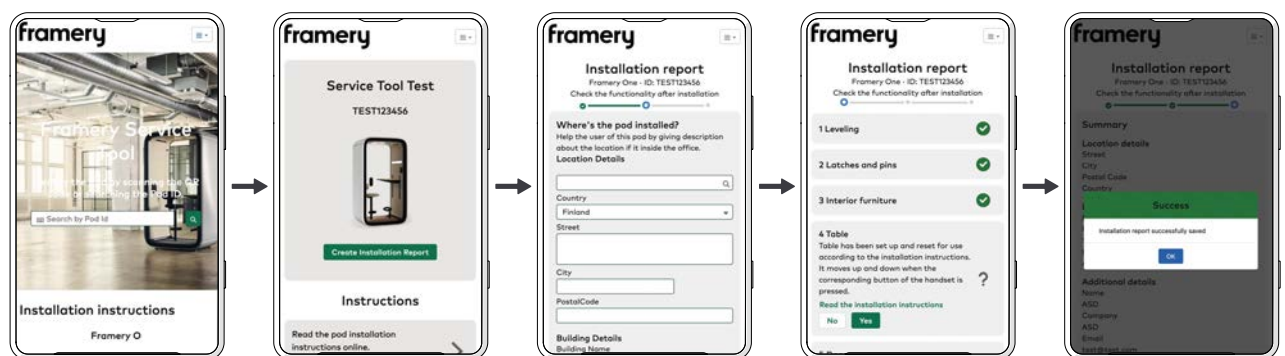 framery
Framery Service
Tool
Search by Pod Id
Installation instructions
Framery O
framery
Service Tool Test
TEST123456
Create Installation Report
Instructions
Read the pod installation
instructions online.
framery
Installation report
Framery One - ID: TEST123456
Check the functionality after installation
Where's the pod installed?
Help the user of this pod by giving description
about the location if it inside the office.
Location Details
Country
Finland
Street
City
PostalCode
Building Details
Building Name
framery
Installation report
Framery One - ID: TEST123456
Check the functionality after installation
1 Leveling
2 Latches and pins
3 Interior furniture
4 Table
Table has been set up and reset for use
according to the installation instructions.
It moves up and down when the
corresponding button of the handset is
pressed.
?
Read the installation instructions
No Yes
framery
Installation report
Framery One - ID: TEST123456
Check the functionality after installation
Summary
Location details
Street
City
Postal Code
Country
Success
Installation report successfully saved
OK
Additional details
Name
ASD
Company
ASD
Email
test@test.com